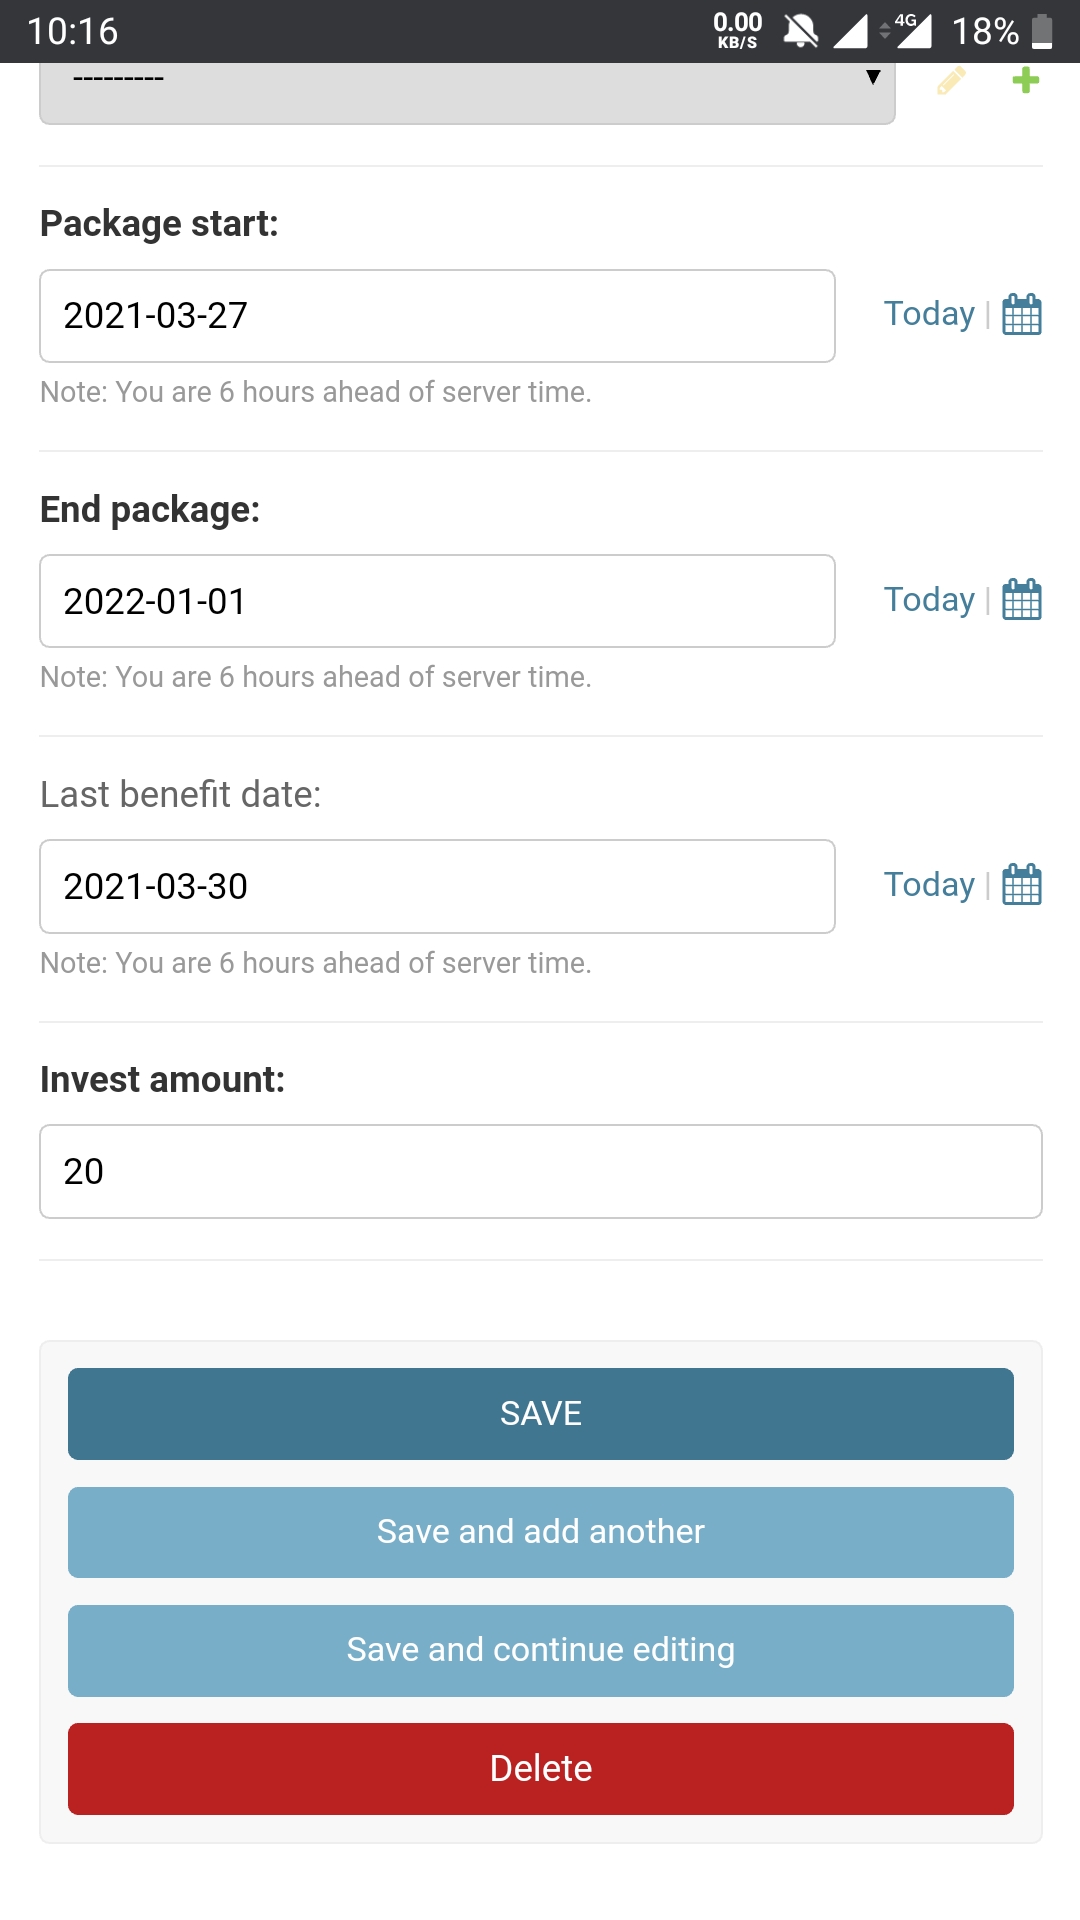 10:16 0.00 KB/S 4G 18%
---------
Package start:
2021-03-27 Today |
Note: You are 6 hours ahead of server time.
End package:
2022-01-01 Today |
Note: You are 6 hours ahead of server time.
Last benefit date:
2021-03-30 Today |
Note: You are 6 hours ahead of server time.
Invest amount:
20
SAVE
Save and add another
Save and continue editing
Delete